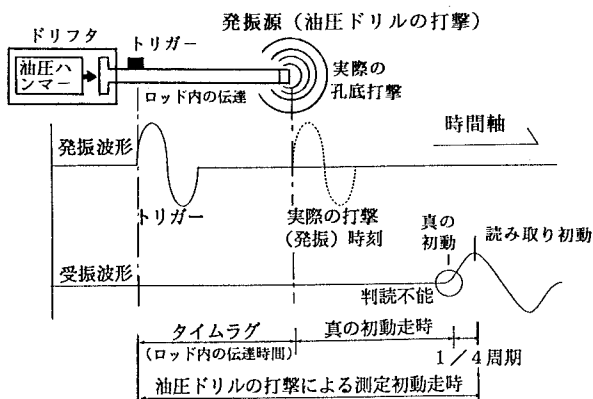 発振源（油圧ドリルの打撃）
ドリフタ
トリガー
油圧ハ
ンマー
ロッド内の伝達
実際の
孔底打撃
時間軸
発振波形
トリガー
実際の打撃
（発振）時刻
真の
初動
読み取り初動
受振波形
判読不能
タイムラグ
（ロッド内の伝達時間）
真の初動走時
1／4周期
油圧ドリルの打撃による測定初動走時